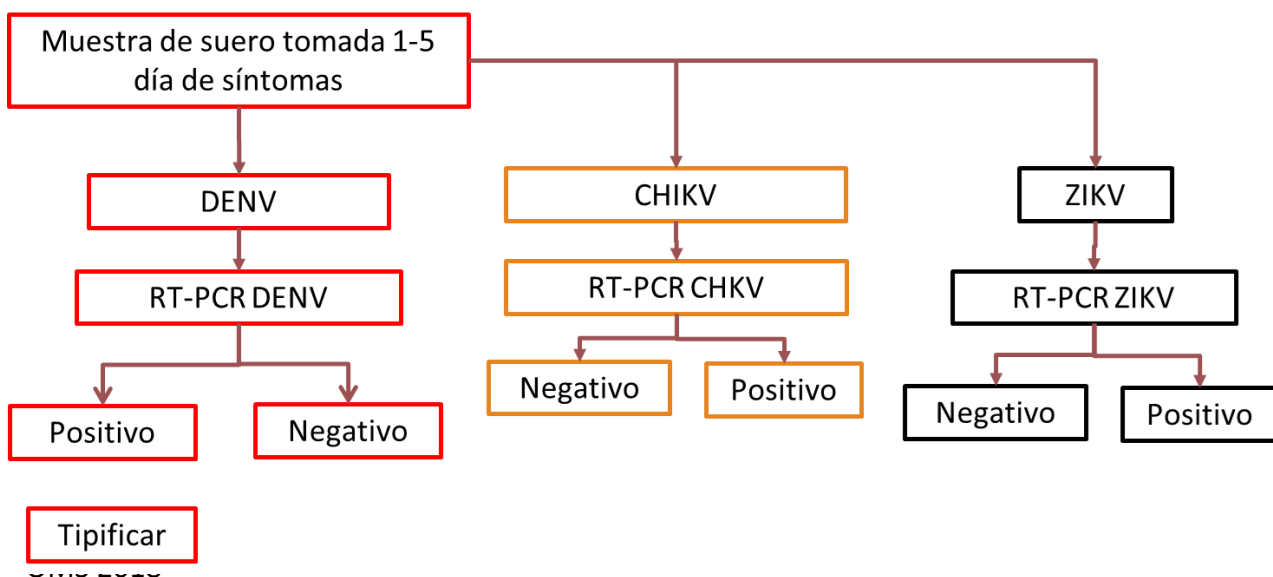 Muestra de suero tomada 1-5
día de síntomas
DENV
CHIKV
ZIKV
RT-PCR DENV
RT-PCR CHKV
RT-PCR ZIKV
Positivo
Negativo
Negativo
Positivo
Negativo
Positivo
Tipificar